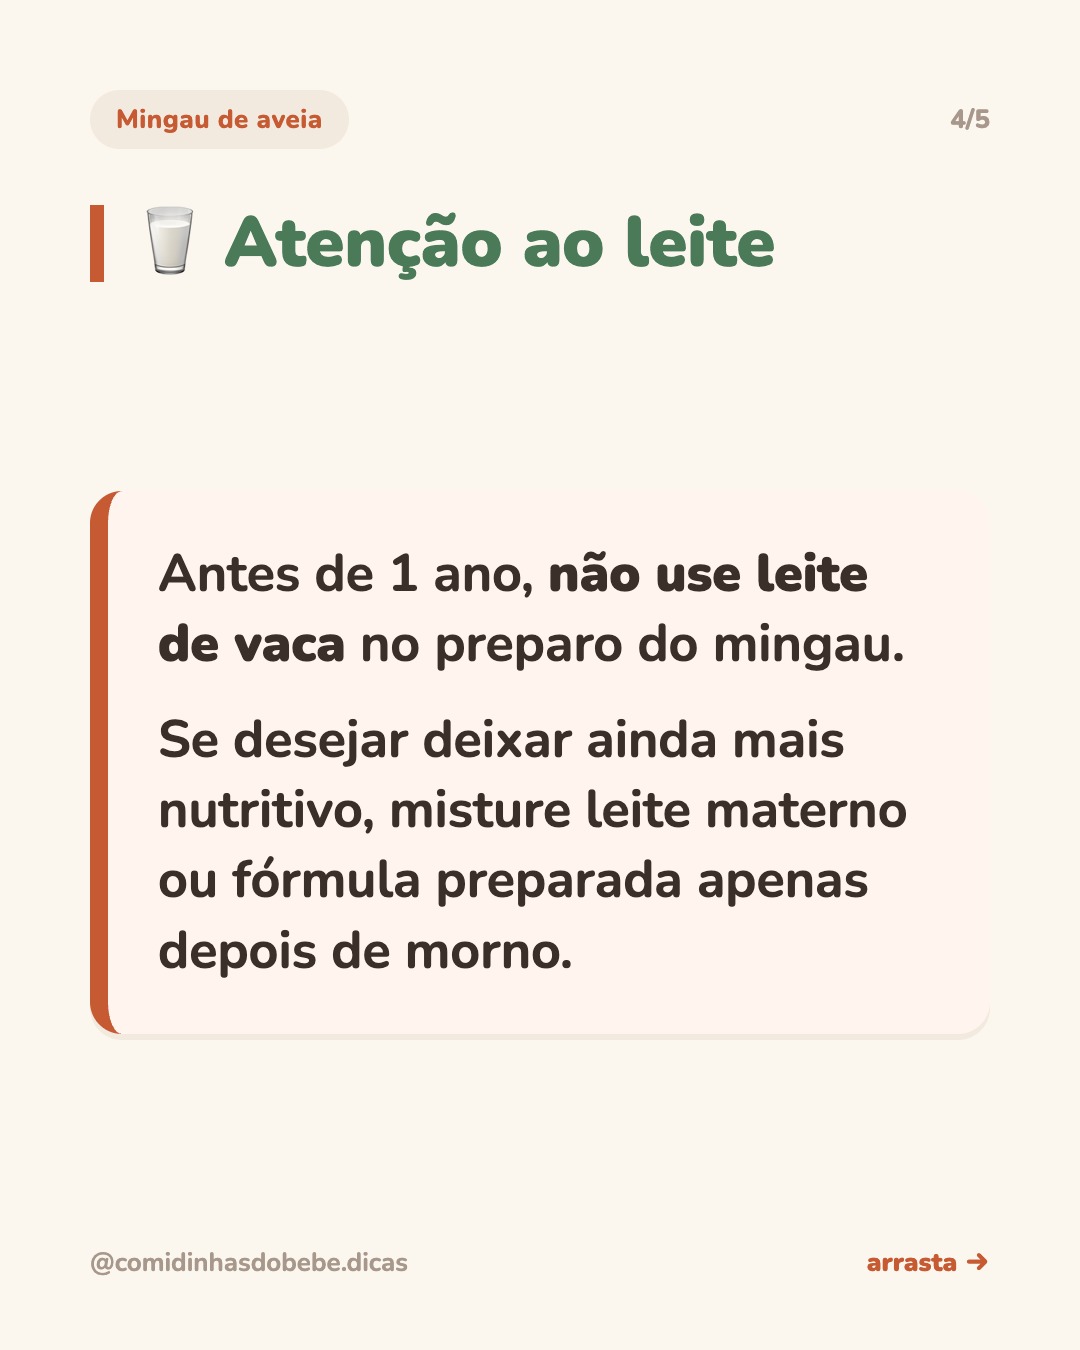 Mingau de aveia
4/5
Atenção ao leite
Antes de 1 ano, não use leite
de vaca no preparo do mingau.
Se desejar deixar ainda mais
nutritivo, misture leite materno
ou fórmula preparada apenas
depois de morno.
@comidinhasdobebe.dicas
arrasta →